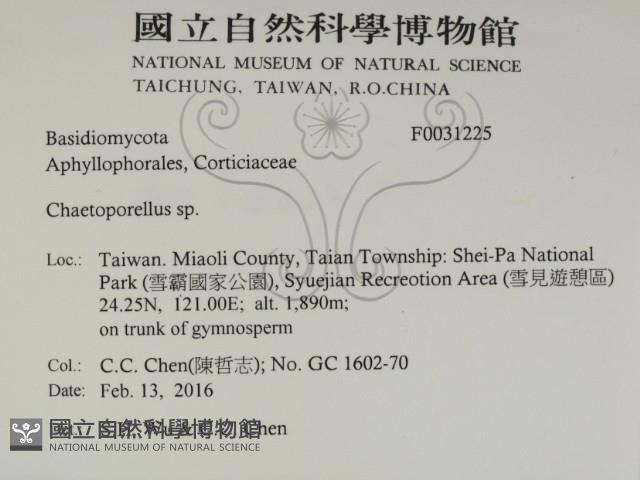 國立自然科學博物館
NATIONAL MUSEUM OF NATURAL SCIENCE
TAICHUNG, TAIWAN, R.O.CHINA
Basidiomycota F0031225
Aphyllophorales, Corticiaceae
Chaetoporellus sp.
Loc.: Taiwan. Miaoli County, Taian Township: Shei-Pa National
Park (雪霸國家公園), Syuejian Recreotion Area (雪見遊憩區)
24.25N, 121.00E; alt. 1,890m;
on trunk of gymnosperm
Col.: C.C. Chen(陳哲志); No. GC 1602-70
Date: Feb. 13, 2016
Chen
國立自然科學博物館
NATIONAL MUSEUM OF NATURAL SCIENCE